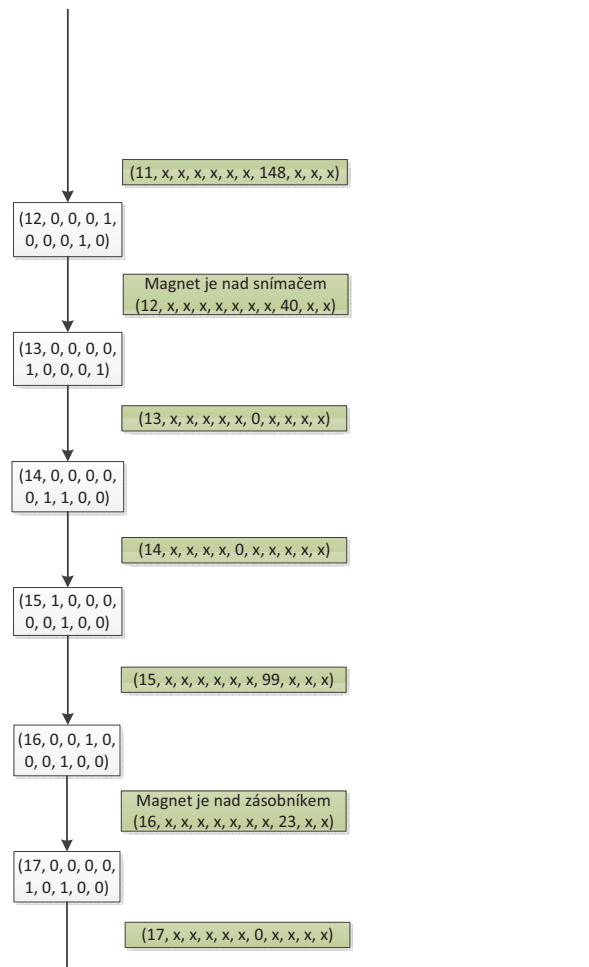 (11, x, x, x, x, x, x, 148, x, x, x)
(12, 0, 0, 0, 1,
0, 0, 0, 1, 0)
Magnet je nad snímačem
(12, x, x, x, x, x, x, x, 40, x, x)
(13, 0, 0, 0, 0,
1, 0, 0, 0, 1)
(13, x, x, x, x, x, 0, x, x, x, x)
(14, 0, 0, 0, 0,
0, 1, 1, 0, 0)
(14, x, x, x, x, 0, x, x, x, x, x)
(15, 1, 0, 0, 0,
0, 0, 1, 0, 0)
(15, x, x, x, x, x, x, 99, x, x, x)
(16, 0, 0, 1, 0,
0, 0, 1, 0, 0)
Magnet je nad zásobníkem
(16, x, x, x, x, x, x, x, 23, x, x)
(17, 0, 0, 0, 0,
1, 0, 1, 0, 0)
(17, x, x, x, x, x, 0, x, x, x, x)